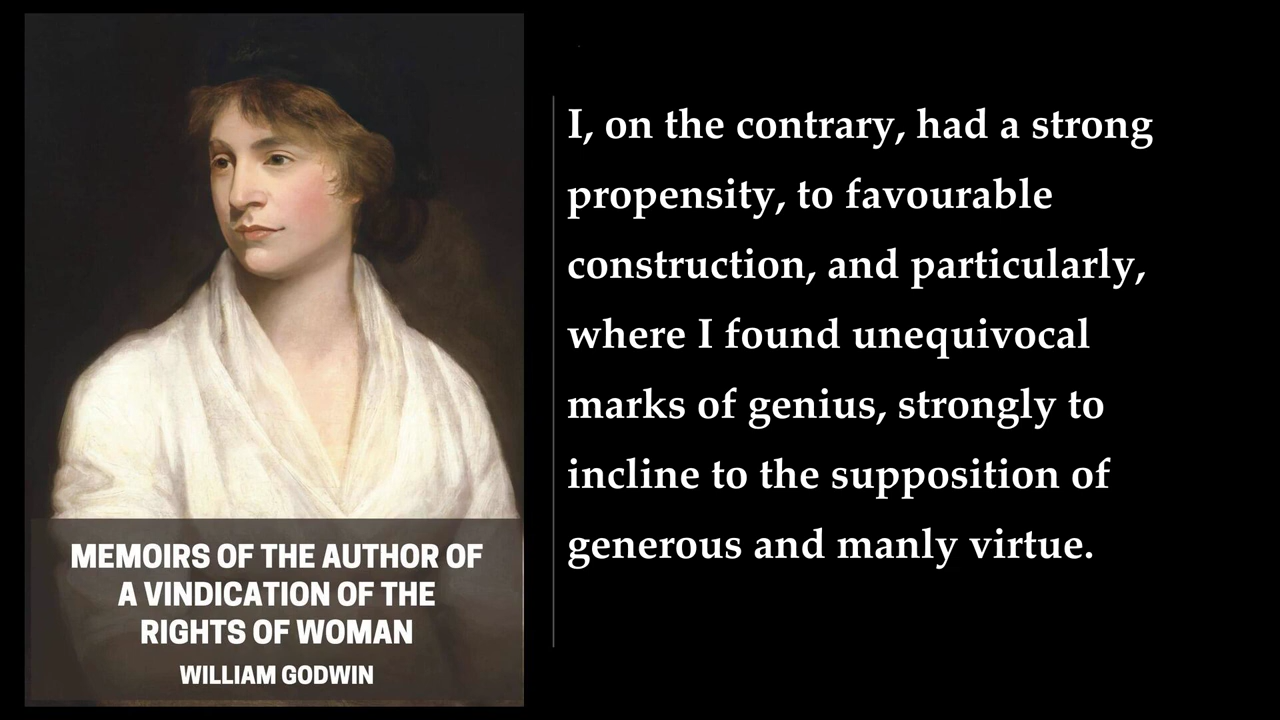 MEMOIRS OF THE AUTHOR OF
A VINDICATION OF THE
RIGHTS OF WOMAN
WILLIAM GODWIN
I, on the contrary, had a strong
propensity, to favourable
construction, and particularly,
where I found unequivocal
marks of genius, strongly to
incline to the supposition of
generous and manly virtue.